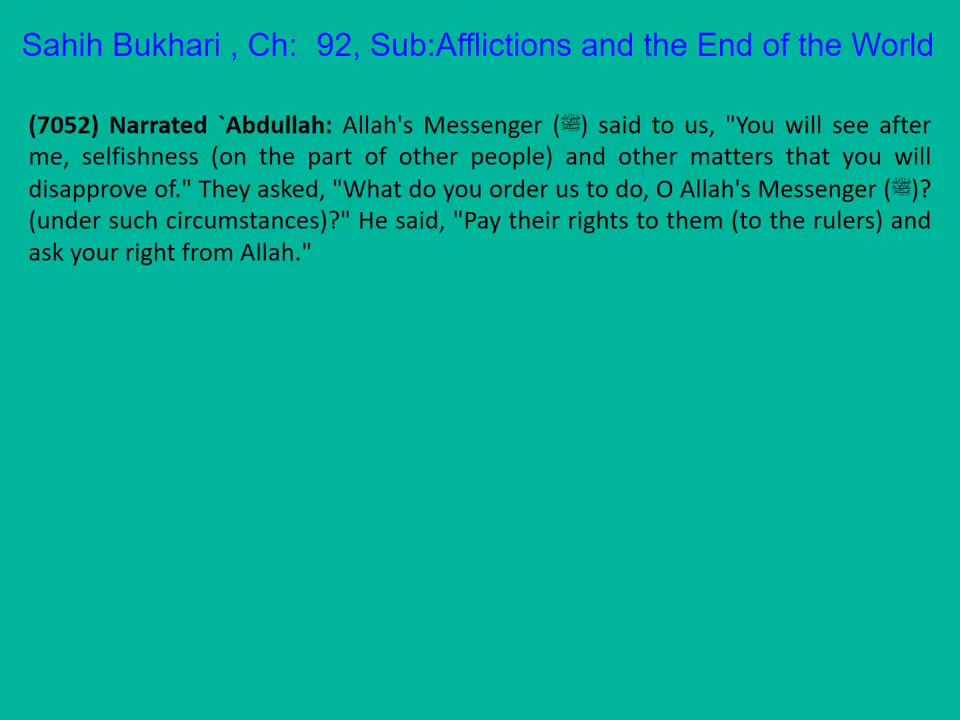 Sahih Bukhari , Ch:  92, Sub:Afflictions and the End of the World
(7052) Narrated `Abdullah: Allah's Messenger (ﷺ) said to us, "You will see after
me, selfishness (on the part of other people) and other matters that you will
disapprove of." They asked, "What do you order us to do, O Allah's Messenger (ﷺ)?
(under such circumstances)?" He said, "Pay their rights to them (to the rulers) and
ask your right from Allah."